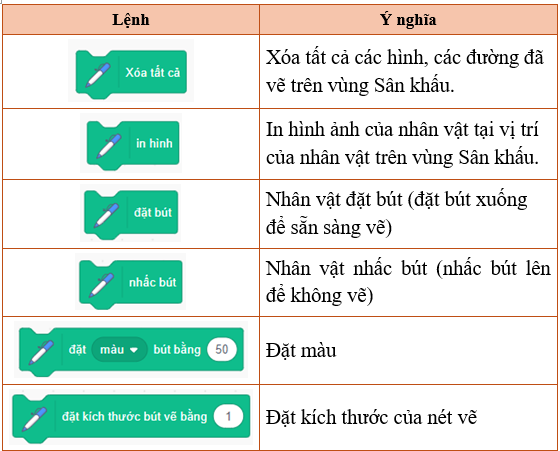 Lệnh
Ý nghĩa
Xóa tất cả
Xóa tất cả các hình, các đường đã
vẽ trên vùng Sân khấu.
in hình
In hình ảnh của nhân vật tại vị trí
của nhân vật trên vùng Sân khấu.
đặt bút
Nhân vật đặt bút (đặt bút xuống
để sẵn sàng vẽ)
nhấc bút
Nhân vật nhấc bút (nhấc bút lên
để không vẽ)
đặt màu bút bằng 50
Đặt màu
đặt kích thước bút vẽ bằng 1
Đặt kích thước của nét vẽ